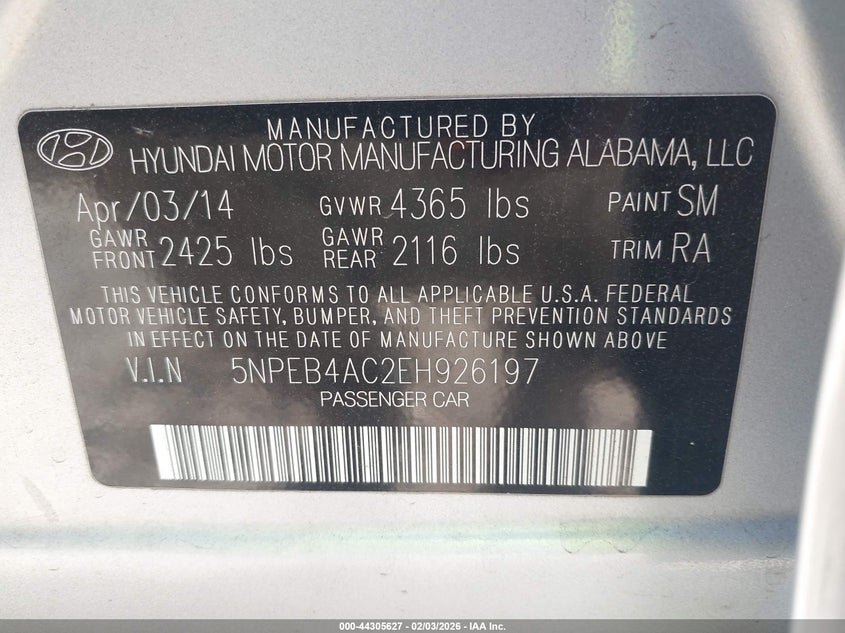 MANUFACTURED BY
HYUNDAI MOTOR MANUFACTURING ALABAMA, LLC
Apr/03/14 GVWR 4365 lbs PAINT SM
GAWR FRONT 2425 lbs GAWR REAR 2116 lbs TRIM RA
THIS VEHICLE CONFORMS TO ALL APPLICABLE U.S.A. FEDERAL
MOTOR VEHICLE SAFETY, BUMPER, AND THEFT PREVENTION STANDARDS
IN EFFECT ON THE DATE OF MANUFACTURE SHOWN ABOVE
V.I.N 5NPEB4AC2EH926197
PASSENGER CAR
000-44305627 - 02/03/2026 - IAA Inc.